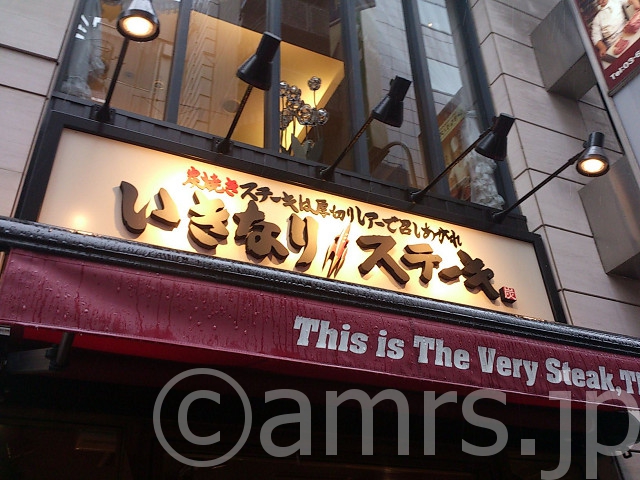 炭焼きステーキは厚切りレアーで召しあがれ
いきなりステーキ
炭
This is The Very Steak,
©amrs.jp